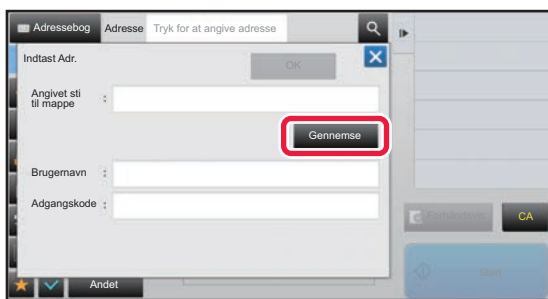 Adressebog Adresse Tryk for at angive adresse
Indtast Adr. OK
Angivet sti
til mappe :
Gennemse
Brugernavn :
Adgangskode :
CA
Start
Andet